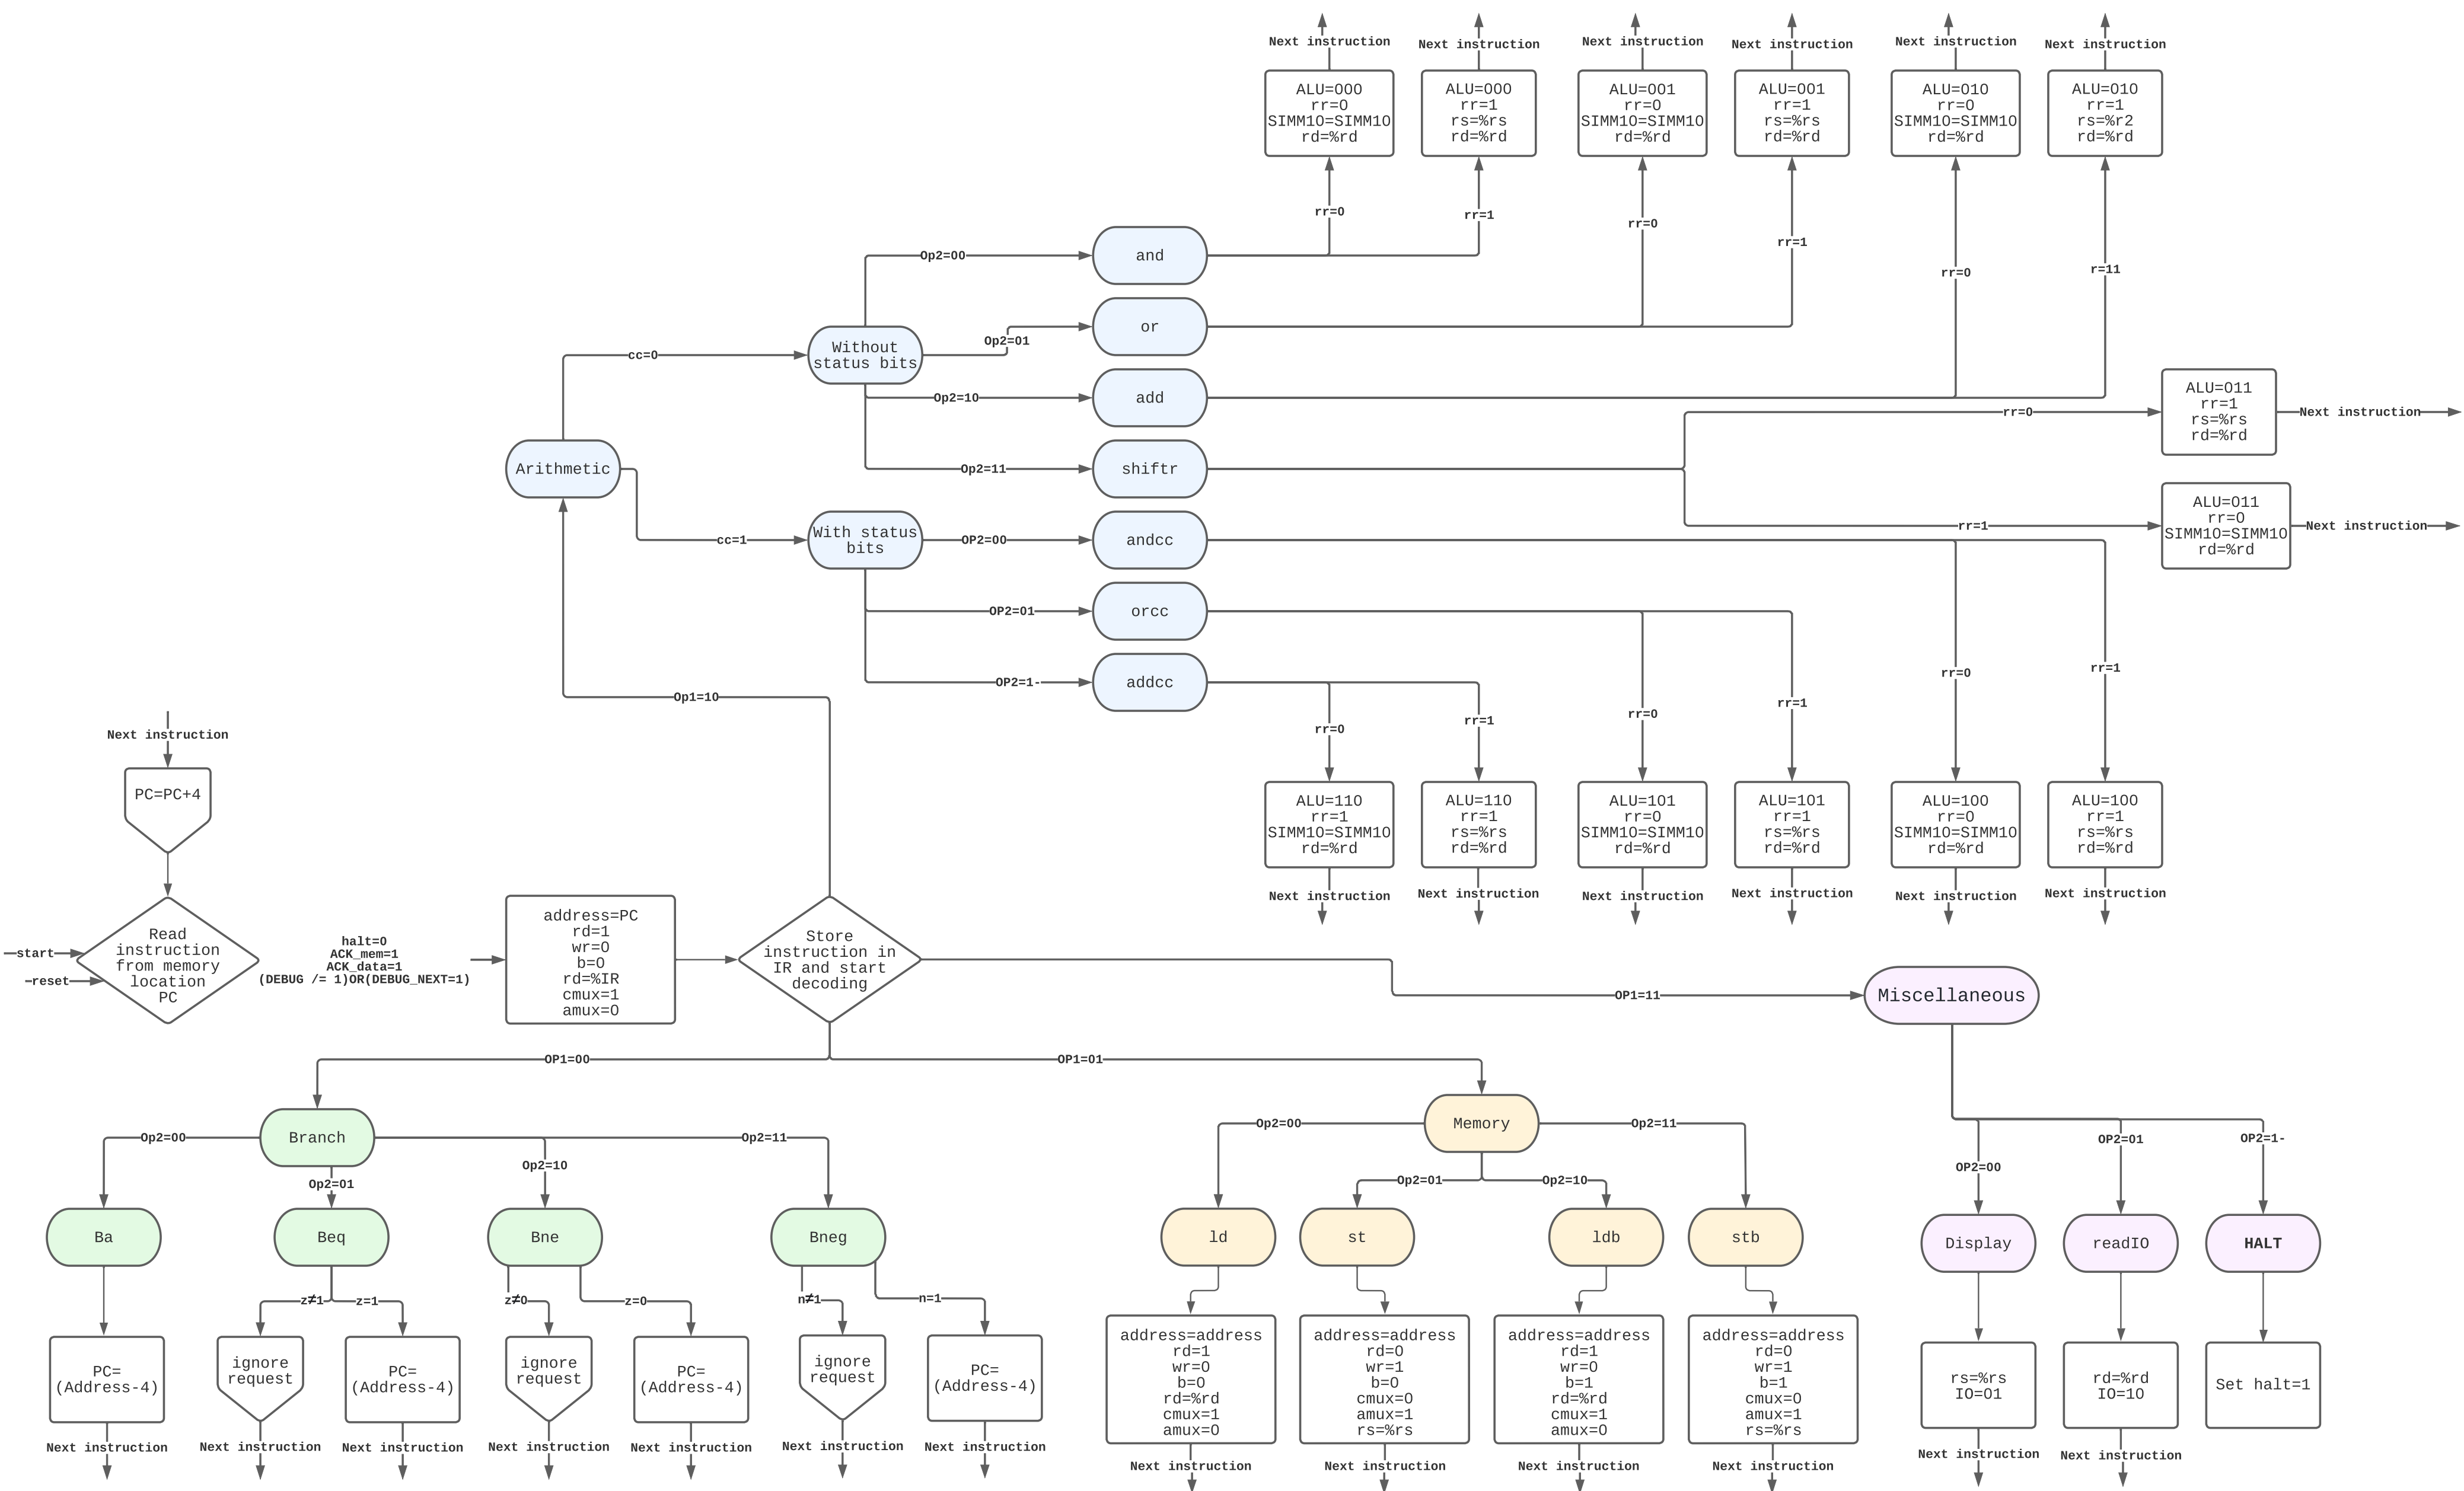 Next instruction
Next instruction
Next instruction
Next instruction
Next instruction
Next instruction
ALU=000
rr=0
SIMM10=SIMM10
rd=%rd
ALU=000
rr=1
rs=%rs
rd=%rd
ALU=001
rr=0
SIMM10=SIMM10
rd=%rd
ALU=001
rr=1
rs=%rs
rd=%rd
ALU=010
rr=0
SIMM10=SIMM10
rd=%rd
ALU=010
rr=1
rs=%r2
rd=%rd
rr=0
rr=1
rr=0
rr=1
rr=0
r=11
Op2=00
and
Without
status bits
Op2=01
or
cc=0
Op2=10
add
Op2=11
shiftr
rr=0
ALU=011
rr=1
rs=%rs
rd=%rd
Next instruction
Arithmetic
rr=1
ALU=011
rr=0
SIMM10=SIMM10
rd=%rd
Next instruction
cc=1
With status
bits
OP2=00
andcc
OP2=01
orcc
OP2=1-
addcc
Op1=10
rr=0
rr=1
rr=0
rr=1
rr=0
rr=1
ALU=110
rr=1
SIMM10=SIMM10
rd=%rd
ALU=110
rr=1
rs=%rs
rd=%rd
ALU=101
rr=0
SIMM10=SIMM10
rd=%rd
ALU=101
rr=1
rs=%rs
rd=%rd
ALU=100
rr=0
SIMM10=SIMM10
rd=%rd
ALU=100
rr=1
rs=%rs
rd=%rd
Next instruction
Next instruction
Next instruction
Next instruction
Next instruction
Next instruction
Next instruction
PC=PC+4
start
reset
Read
instruction
from memory
location
PC
halt=0
ACK_mem=1
ACK_data=1
(DEBUG /= 1)OR(DEBUG_NEXT=1)
address=PC
rd=1
wr=0
b=0
rd=%IR
cmux=1
amux=0
Store
instruction in
IR and start
decoding
OP1=11
Miscellaneous
OP1=00
OP1=01
Branch
Op2=00
Op2=01
Op2=10
Op2=11
Ba
Beq
Bne
Bneg
z≠1
z=1
z≠0
z=0
n≠1
n=1
PC=
(Address-4)
ignore
request
PC=
(Address-4)
ignore
request
PC=
(Address-4)
ignore
request
PC=
(Address-4)
Next instruction
Next instruction
Next instruction
Next instruction
Next instruction
Next instruction
Next instruction
Memory
Op2=00
Op2=01
Op2=10
Op2=11
ld
st
ldb
stb
address=address
rd=1
wr=0
b=0
rd=%rd
cmux=1
amux=0
address=address
rd=0
wr=1
b=0
cmux=0
amux=1
rs=%rs
address=address
rd=1
wr=0
b=1
rd=%rd
cmux=1
amux=0
address=address
rd=0
wr=1
b=1
cmux=0
amux=1
rs=%rs
Next instruction
Next instruction
Next instruction
Next instruction
OP2=00
OP2=01
OP2=1-
Display
readIO
HALT
rs=%rs
IO=01
rd=%rd
IO=10
Set halt=1
Next instruction
Next instruction